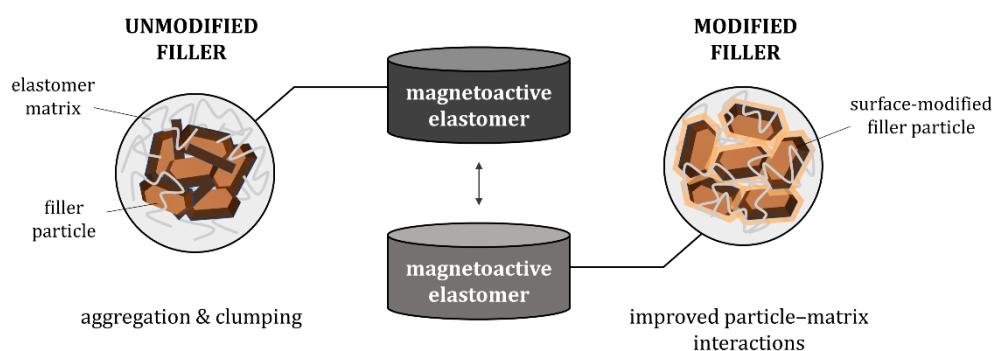 UNMODIFIED
FILLER
elastomer
matrix
filler
particle
aggregation & clumping
magnetoactive
elastomer
magnetoactive
elastomer
MODIFIED
FILLER
surface-modified
filler particle
improved particle–matrix
interactions